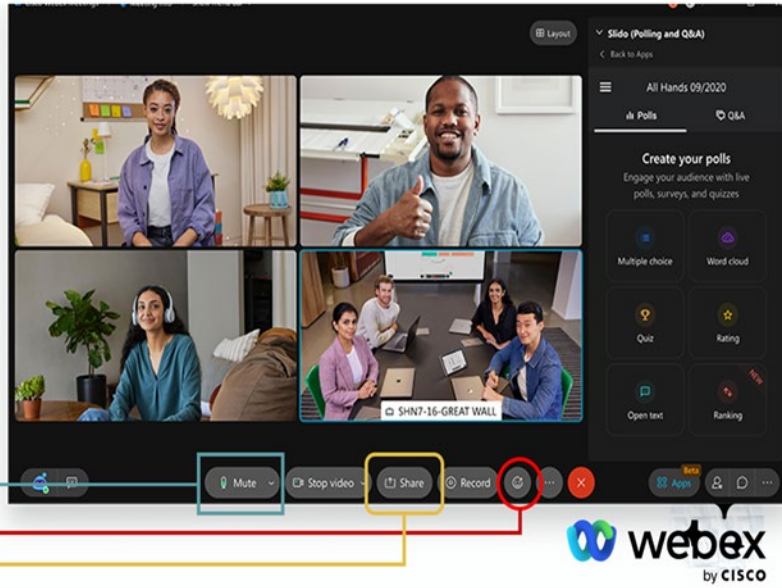 Layout
Slido (Polling and Q&A)
< Back to Apps
All Hands 09/2020
Polls
Q&A
Create your polls
Engage your audience with live
polls, surveys, and quizzes
Multiple choice
Word cloud
Quiz
Rating
NEW
Open text
Ranking
SHN7-16-GREAT WALL
Mute
Stop video
Share
Record
Beta
Apps
webex
by CISCO